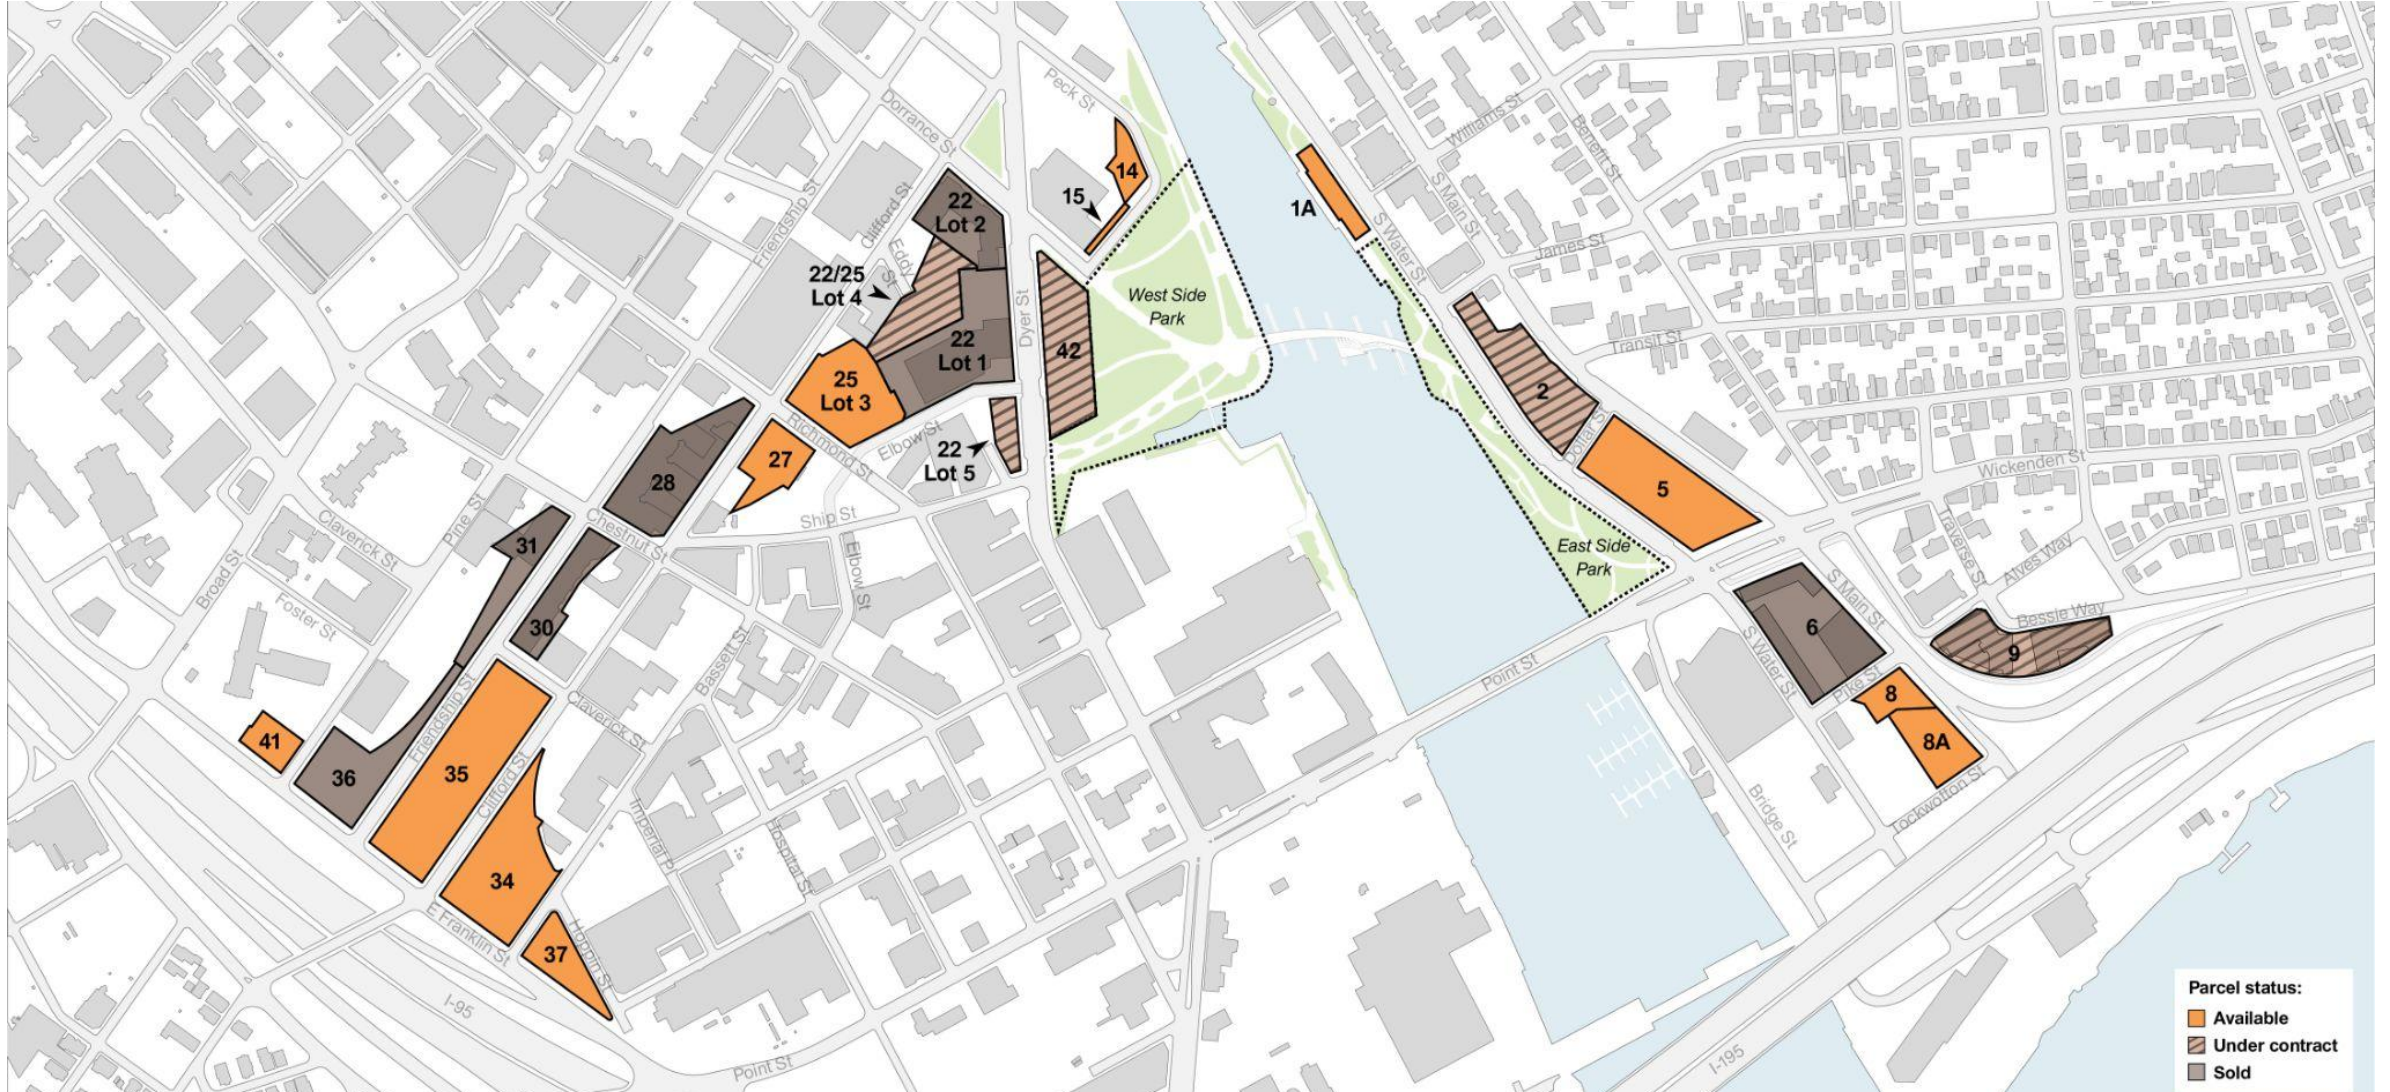 Peck St
Dorrance St
Williams St
Benefit St
14
15
1A
S Main St
22
Lot 2
Clifford St
Friendship St
Eddy
St
S Water St
James St
22/25
Lot 4
West Side
Park
Dyer St
22
Lot 1
42
Transit St
25
Lot 3
2
Richmond St
Elbow St
Dollar St
27
22
Lot 5
Wickenden St
28
5
Pine St
Ship St
Chestnut St
Claverick St
31
Traverse St
Alves Way
East Side
Park
Elbow St
Broad St
Foster St
30
S Main St
Bessie Way
6
9
S Water St
Bassett St
Point St
Pike St
8
Friendship St
Claverick St
41
8A
36
35
Clifford St
Bridge St
Tockwotton St
Imperial P
Hospital St
34
E Franklin St
Hoppin St
37
I-95
Point St
I-195
Parcel status:
Available
Under contract
Sold